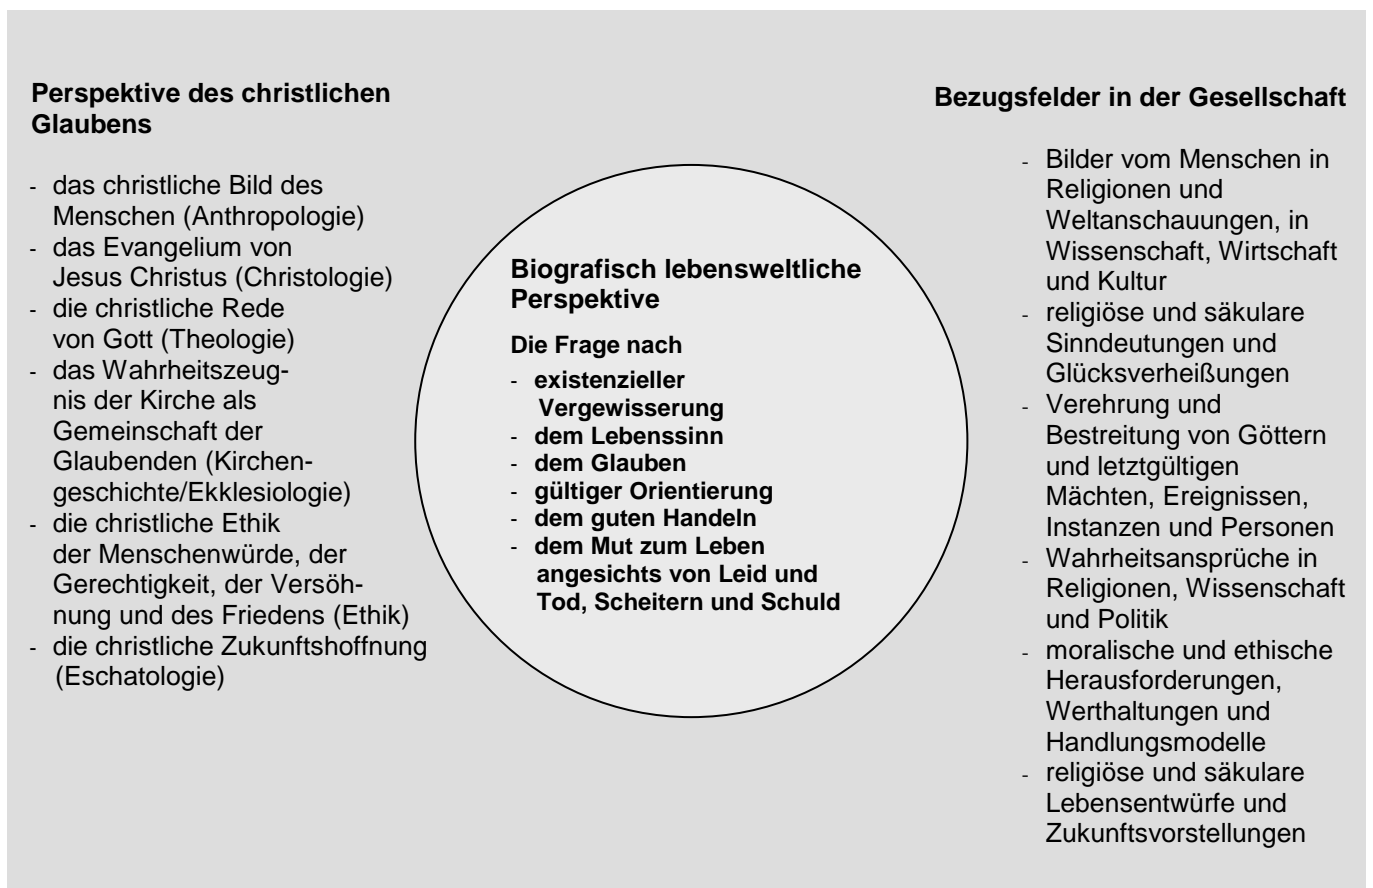 Perspektive des christlichen
Glaubens
- das christliche Bild des
Menschen (Anthropologie)
- das Evangelium von
Jesus Christus (Christologie)
- die christliche Rede
von Gott (Theologie)
- das Wahrheitszeug-
nis der Kirche als
Gemeinschaft der
Glaubenden (Kirchen-
geschichte/Ekklesiologie)
- die christliche Ethik
der Menschenwürde, der
Gerechtigkeit, der Versöh-
nung und des Friedens (Ethik)
- die christliche Zukunftshoffnung
(Eschatologie)
Biografisch lebensweltliche
Perspektive
Die Frage nach
- existenzieller
Vergewisserung
- dem Lebenssinn
- dem Glauben
- gültiger Orientierung
- dem guten Handeln
- dem Mut zum Leben
angesichts von Leid und
Tod, Scheitern und Schuld
Bezugsfelder in der Gesellschaft
- Bilder vom Menschen in
Religionen und
Weltanschauungen, in
Wissenschaft, Wirtschaft
und Kultur
- religiöse und säkulare
Sinndeutungen und
Glücksverheißungen
- Verehrung und
Bestreitung von Göttern
und letztgültigen
Mächten, Ereignissen,
Instanzen und Personen
- Wahrheitsansprüche in
Religionen, Wissenschaft
und Politik
- moralische und ethische
Herausforderungen,
Werthaltungen und
Handlungsmodelle
- religiöse und säkulare
Lebensentwürfe und
Zukunftsvorstellungen